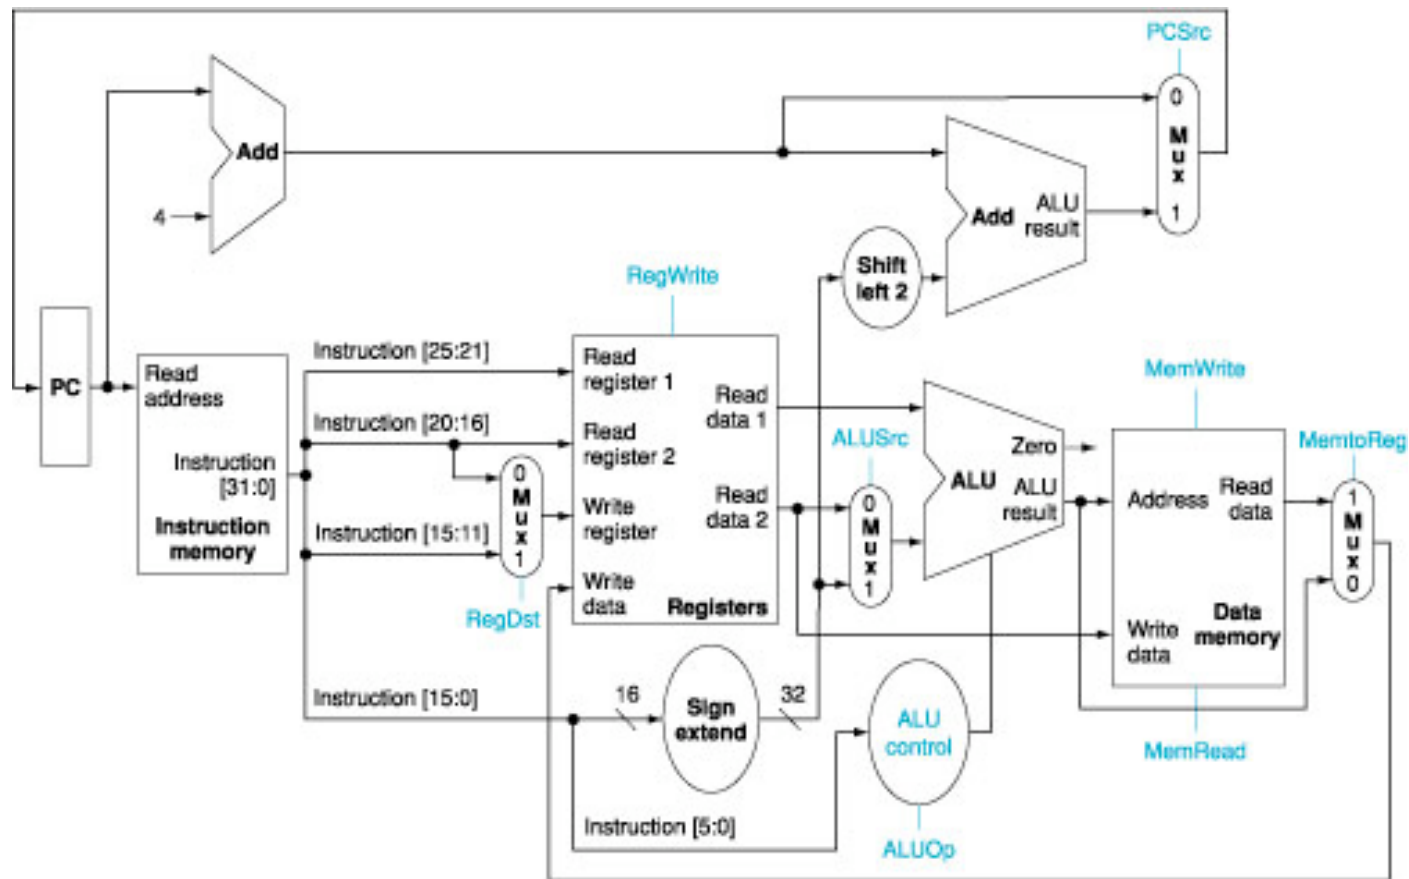 PCSrc
0
M
u
x
1
Add
4
Add
ALU
result
Shift
left 2
RegWrite
PC
Read
address
Instruction
[31:0]
Instruction
memory
Instruction [25:21]
Instruction [20:16]
Instruction [15:11]
0
M
u
x
1
RegDst
Read
register 1
Read
register 2
Write
register
Write
data
Read
data 1
Read
data 2
Registers
ALUSrc
0
M
u
x
1
Zero
ALU
ALU
result
MemWrite
Address
Read
data
Write
data
Data
memory
MemRead
MemtoReg
1
M
u
x
0
Instruction [15:0]
16
Sign
extend
32
ALU
control
Instruction [5:0]
ALUOp